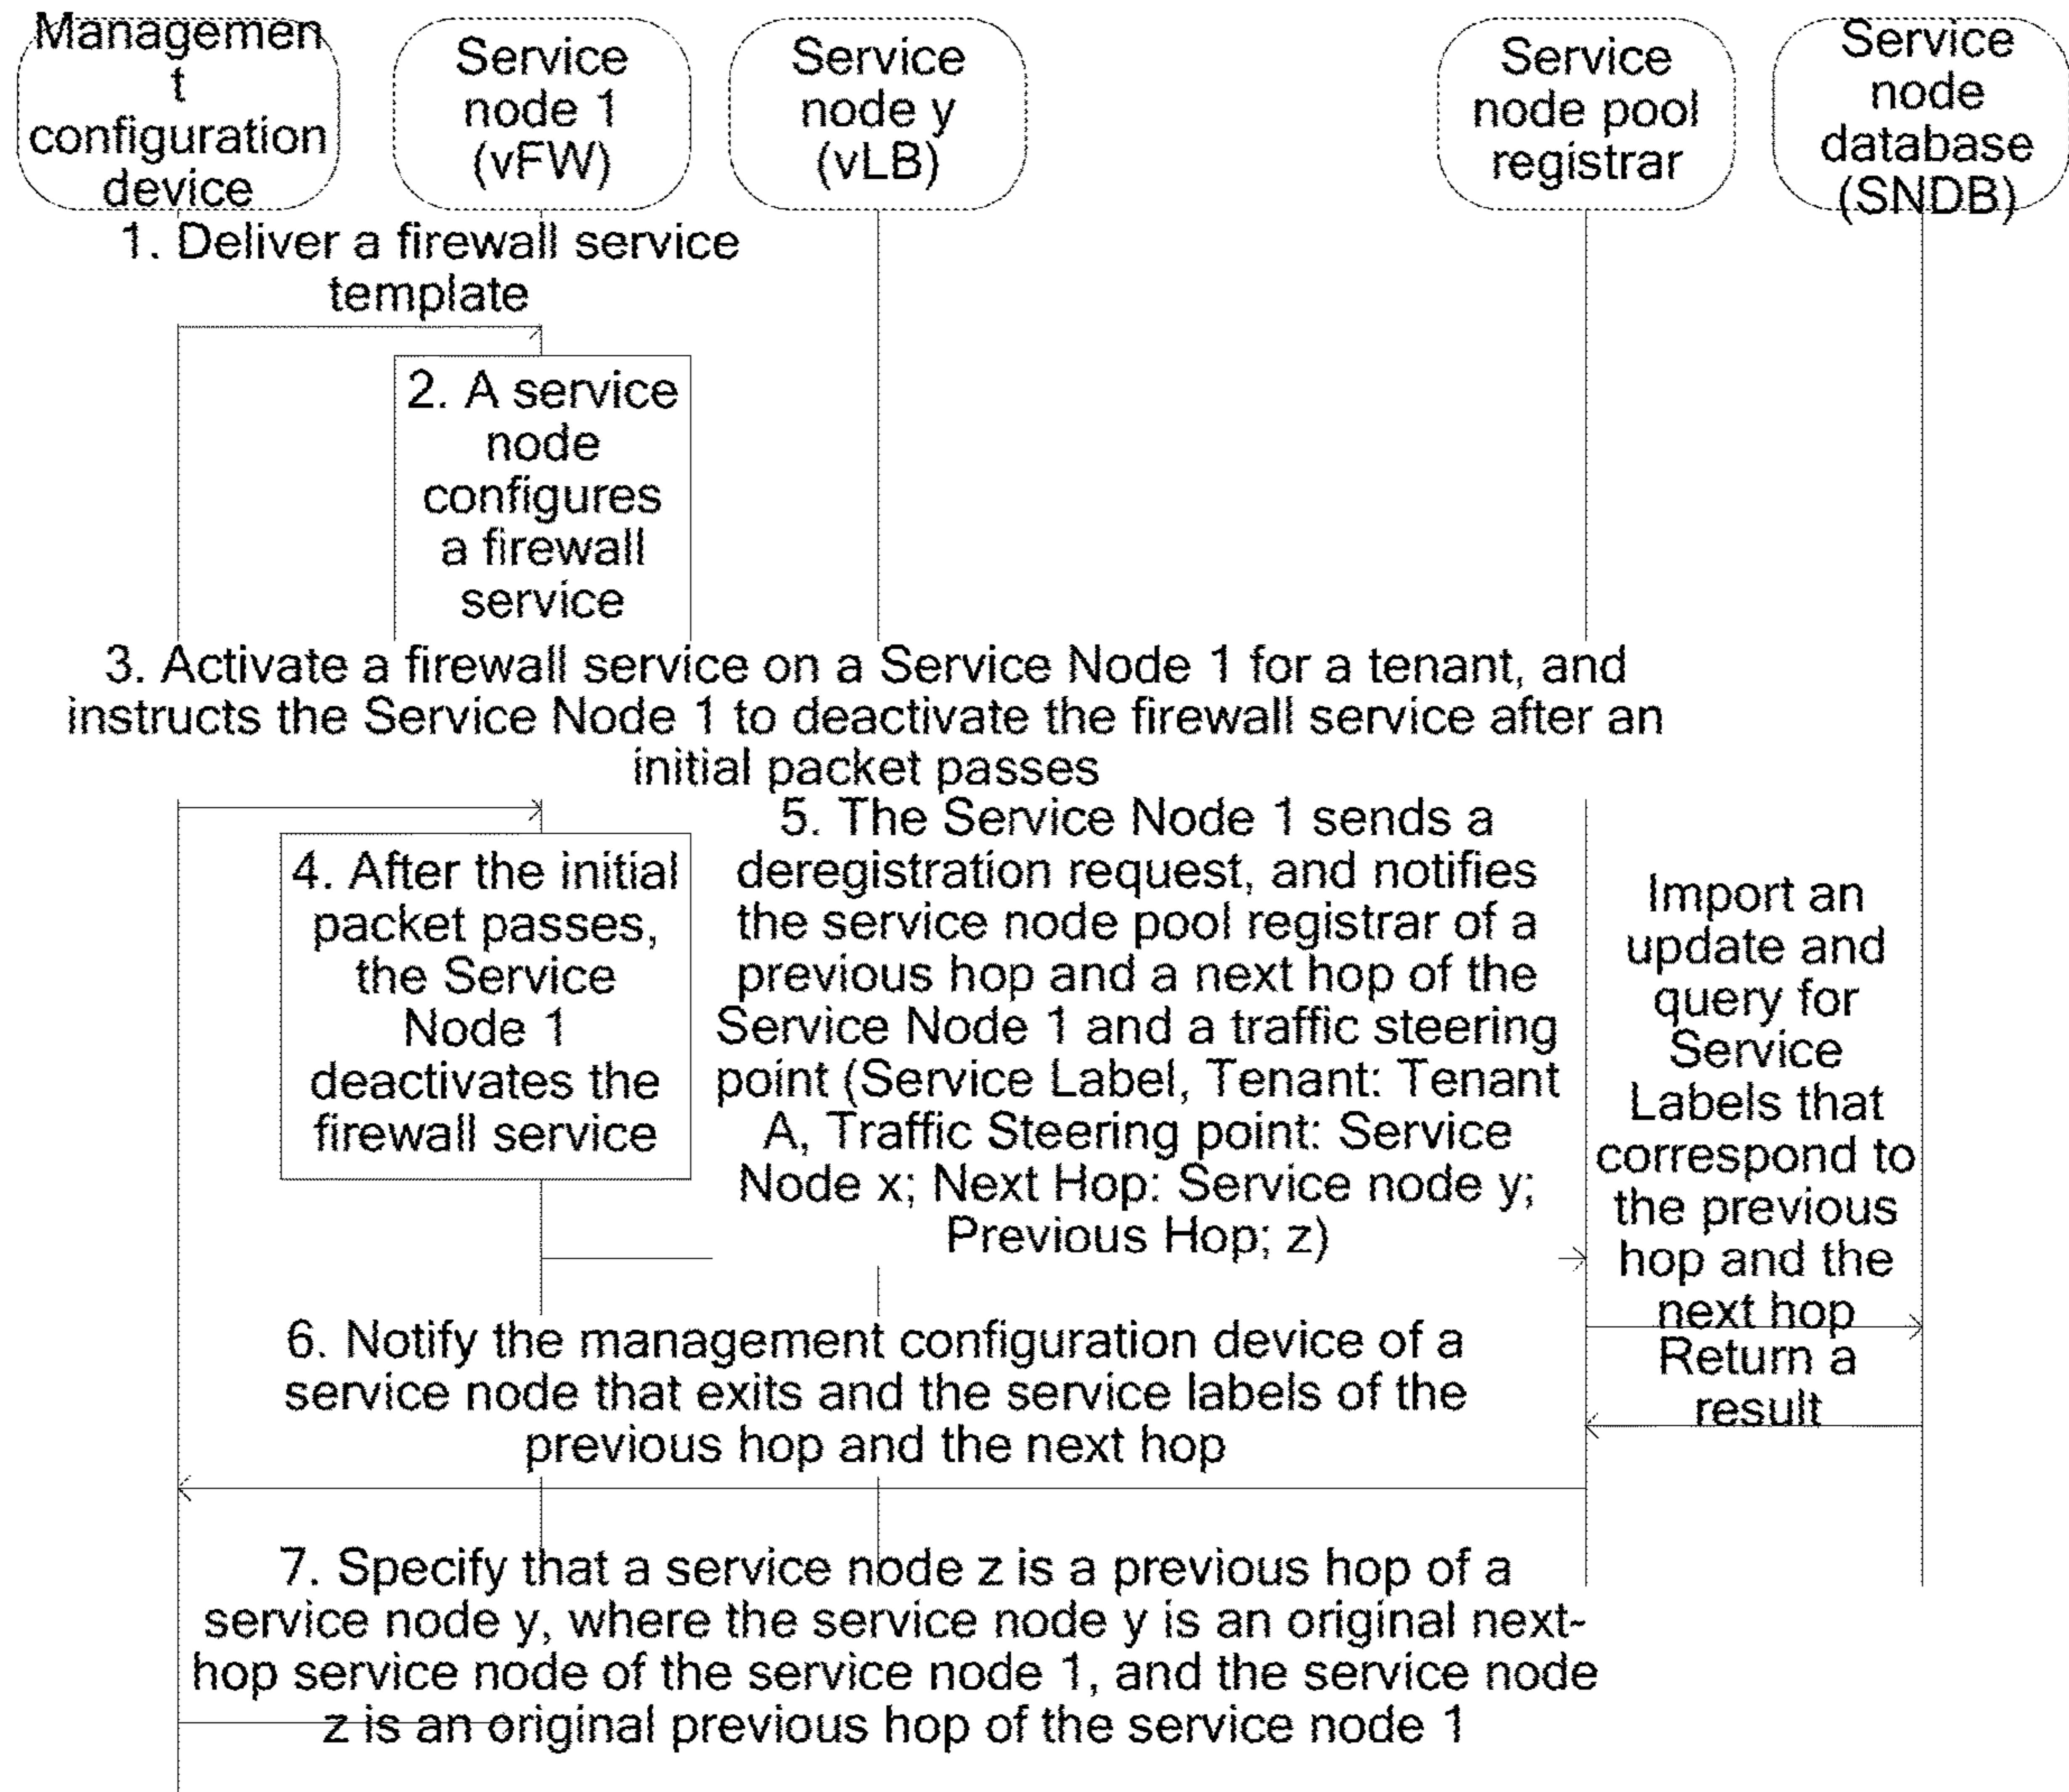 Managemen
t
configuration
device
Service
node 1
(vFW)
Service
node y
(vLB)
Service
node pool
registrar
Service
node
database
(SNDB)
1. Deliver a firewall service
template
2. A service
node
configures
a firewall
service
3. Activate a firewall service on a Service Node 1 for a tenant, and
instructs the Service Node 1 to deactivate the firewall service after an
initial packet passes
4. After the initial
packet passes,
the Service
Node 1
deactivates the
firewall service
5. The Service Node 1 sends a
deregistration request, and notifies
the service node pool registrar of a
previous hop and a next hop of the
Service Node 1 and a traffic steering
point (Service Label, Tenant: Tenant
A, Traffic Steering point: Service
Node x; Next Hop: Service node y;
Previous Hop; z)
Import an
update and
query for
Service
Labels that
correspond to
the previous
hop and the
next hop
Return a
result
6. Notify the management configuration device of a
service node that exits and the service labels of the
previous hop and the next hop
7. Specify that a service node z is a previous hop of a
service node y, where the service node y is an original next-
hop service node of the service node 1, and the service node
z is an original previous hop of the service node 1